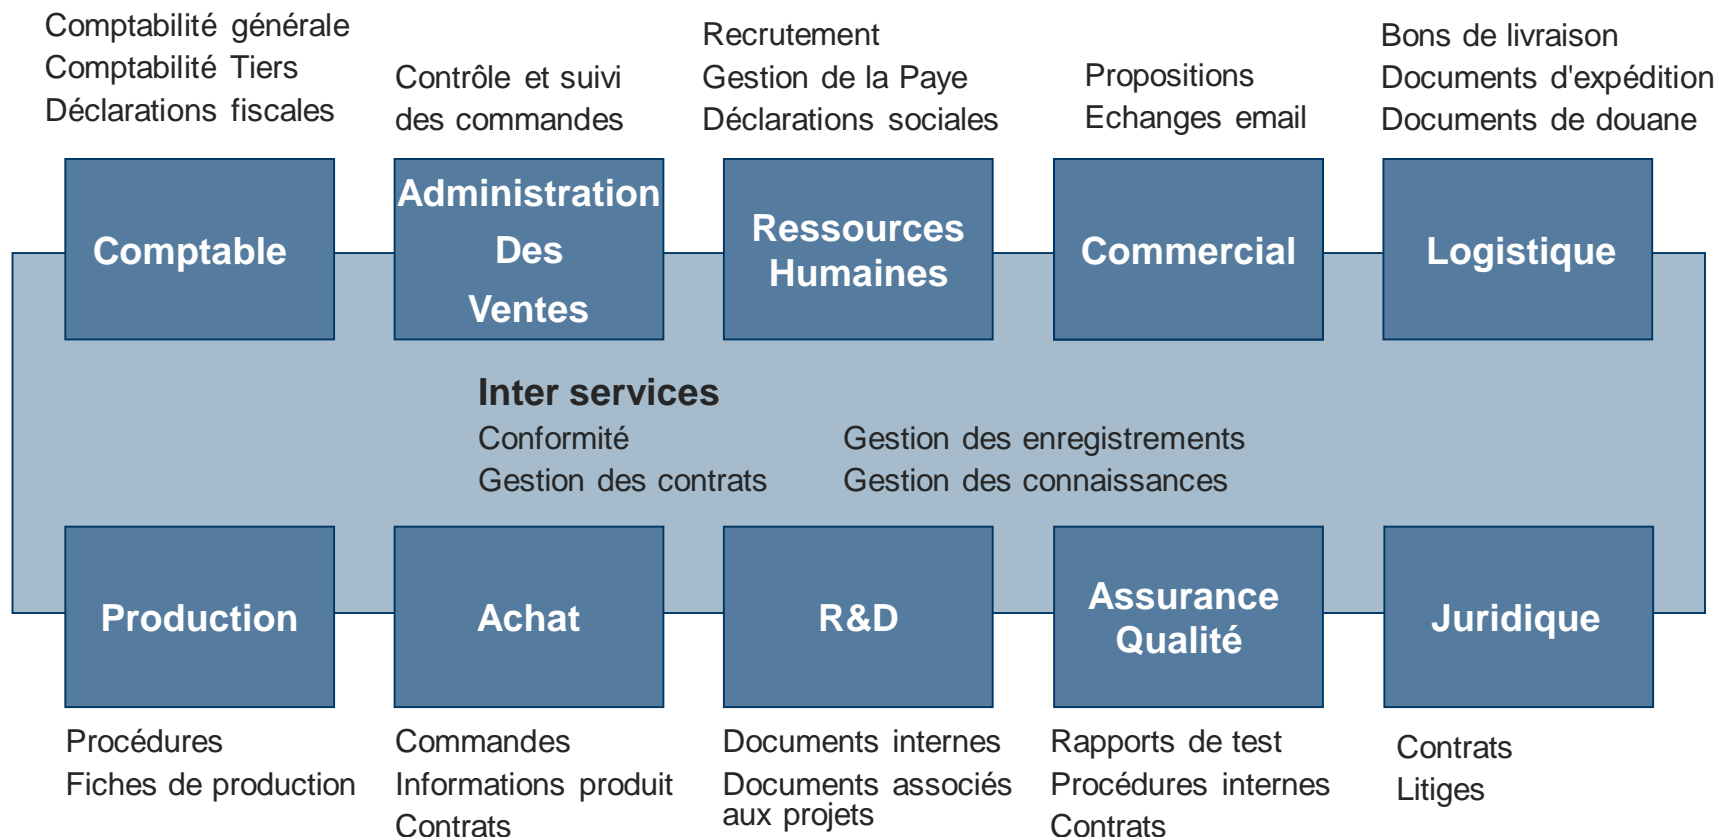 Comptabilité générale
Comptabilité Tiers
Déclarations fiscales
Contrôle et suivi
des commandes
Recrutement
Gestion de la Paye
Déclarations sociales
Propositions
Echanges email
Bons de livraison
Documents d'expédition
Documents de douane
Comptable
Administration
Des
Ventes
Ressources
Humaines
Commercial
Logistique
Inter services
Conformité
Gestion des contrats
Gestion des enregistrements
Gestion des connaissances
Production
Achat
R&D
Assurance
Qualité
Juridique
Procédures
Fiches de production
Commandes
Informations produit
Contrats
Documents internes
Documents associés
aux projets
Rapports de test
Procédures internes
Contrats
Contrats
Litiges